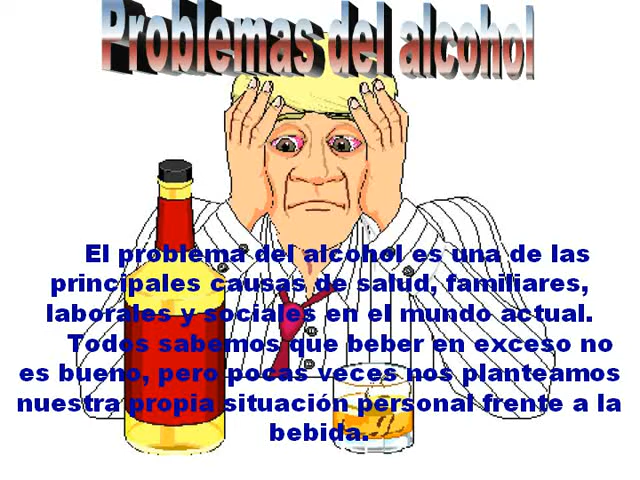 Problemas del alcohol
El problema del alcohol es una de las
principales causas de salud, familiares,
laborales y sociales en el mundo actual.
Todos sabemos que beber en exceso no
es bueno, pero pocas veces nos planteamos
nuestra propia situación personal frente a la
bebida.